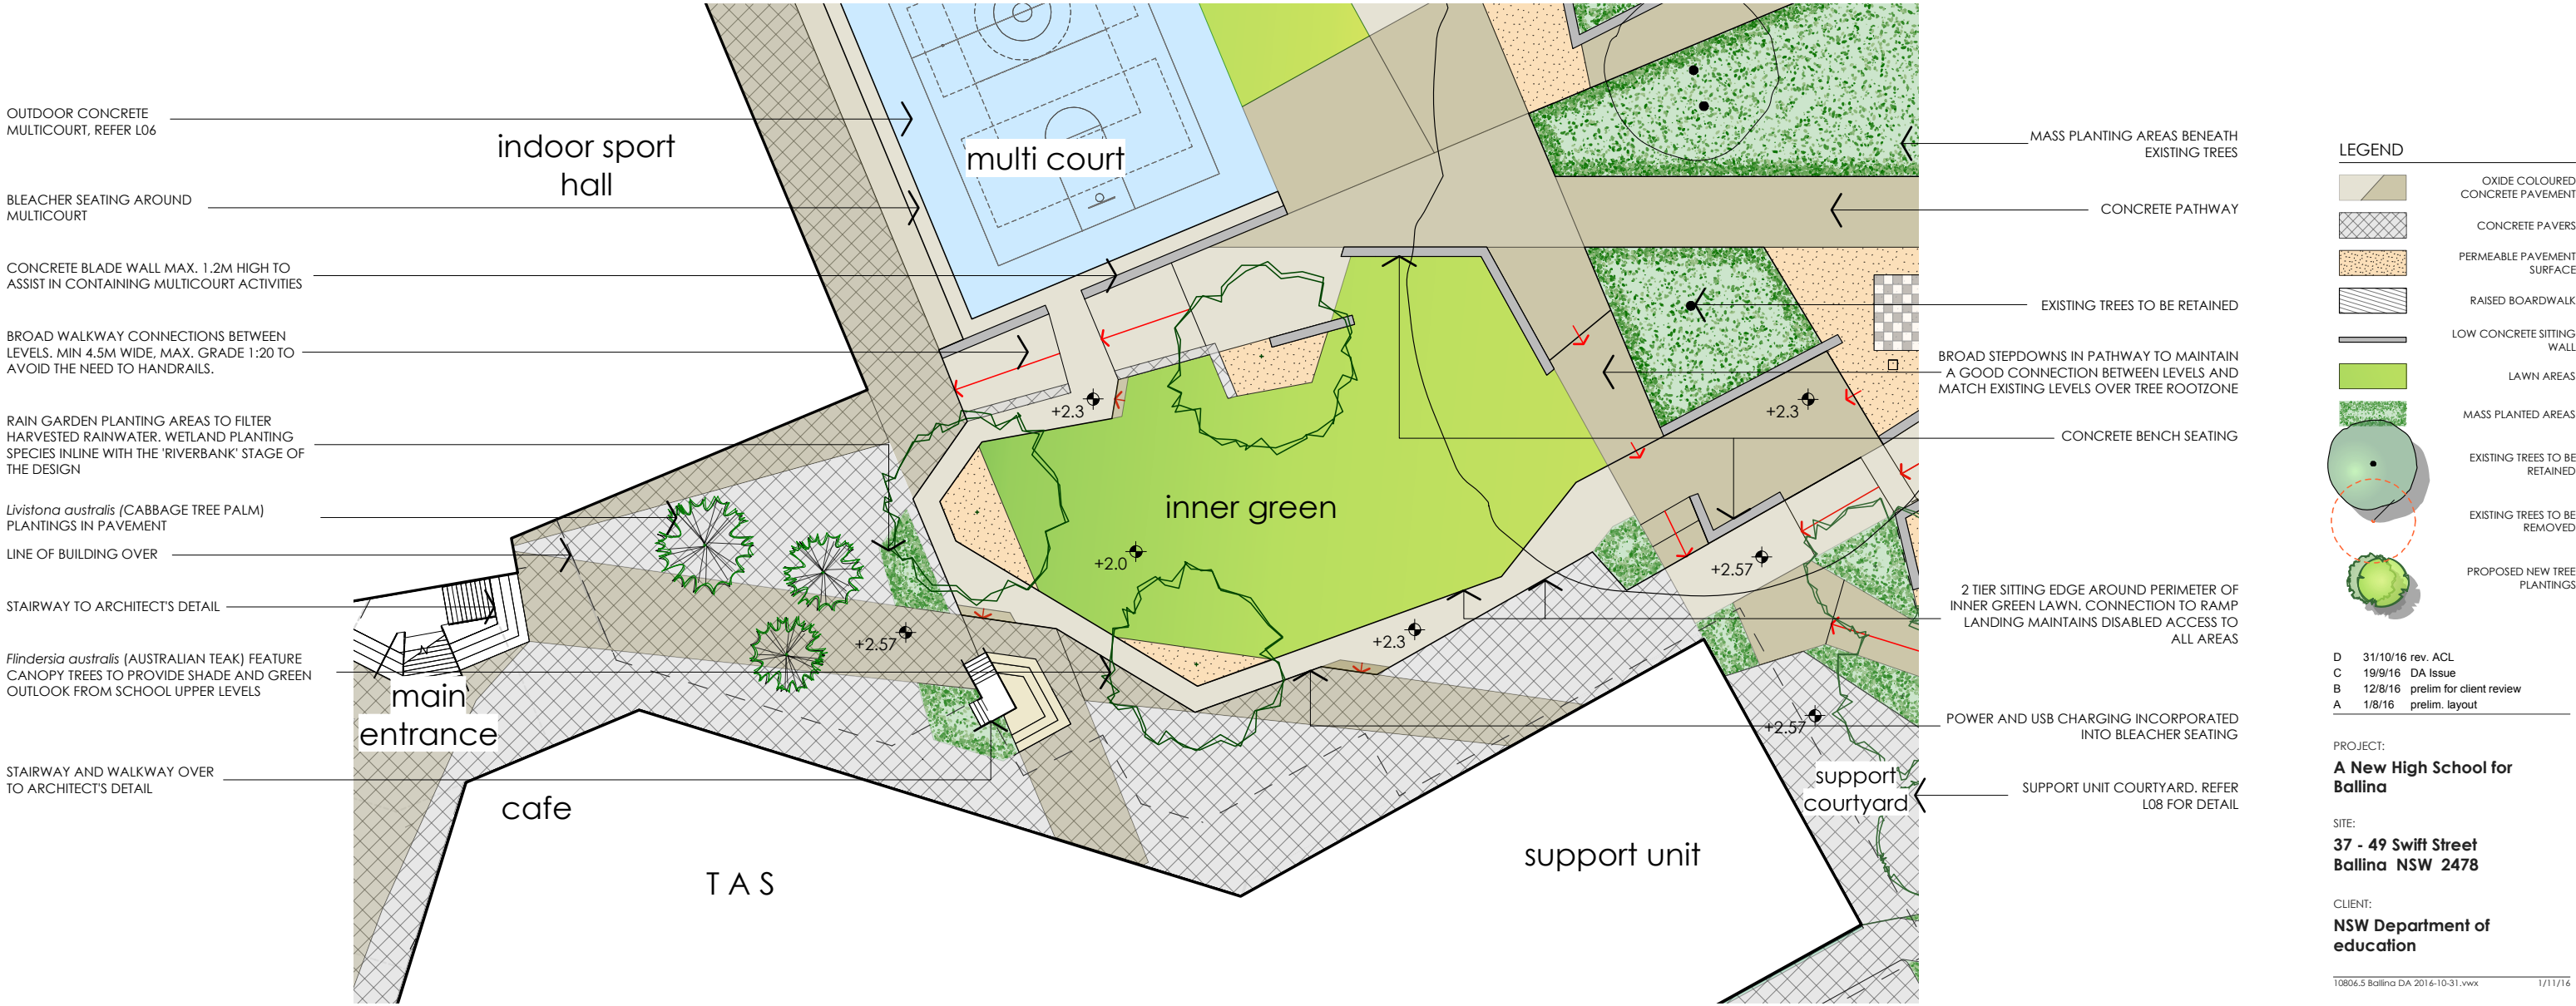 OUTDOOR CONCRETE
MULTICOURT, REFER L06
BLEACHER SEATING AROUND
MULTICOURT
CONCRETE BLADE WALL MAX. 1.2M HIGH TO
ASSIST IN CONTAINING MULTICOURT ACTIVITIES
BROAD WALKWAY CONNECTIONS BETWEEN
LEVELS. MIN 4.5M WIDE, MAX. GRADE 1:20 TO
AVOID THE NEED TO HANDRAILS.
RAIN GARDEN PLANTING AREAS TO FILTER
HARVESTED RAINWATER. WETLAND PLANTING
SPECIES INLINE WITH THE 'RIVERBANK' STAGE OF
THE DESIGN
Livistona australis (CABBAGE TREE PALM)
PLANTINGS IN PAVEMENT
LINE OF BUILDING OVER
STAIRWAY TO ARCHITECT'S DETAIL
Flindersia australis (AUSTRALIAN TEAK) FEATURE
CANOPY TREES TO PROVIDE SHADE AND GREEN
OUTLOOK FROM SCHOOL UPPER LEVELS
STAIRWAY AND WALKWAY OVER
TO ARCHITECT'S DETAIL
indoor sport
hall
multi court
inner green
+2.3
+2.0
+2.57
+2.3
+2.3
+2.57
+2.57
N
main
entrance
cafe
T A S
support unit
support
courtyard
MASS PLANTING AREAS BENEATH
EXISTING TREES
CONCRETE PATHWAY
EXISTING TREES TO BE RETAINED
BROAD STEPDOWNS IN PATHWAY TO MAINTAIN
A GOOD CONNECTION BETWEEN LEVELS AND
MATCH EXISTING LEVELS OVER TREE ROOTZONE
CONCRETE BENCH SEATING
2 TIER SITTING EDGE AROUND PERIMETER OF
INNER GREEN LAWN. CONNECTION TO RAMP
LANDING MAINTAINS DISABLED ACCESS TO
ALL AREAS
POWER AND USB CHARGING INCORPORATED
INTO BLEACHER SEATING
SUPPORT UNIT COURTYARD. REFER
L08 FOR DETAIL
LEGEND
OXIDE COLOURED
CONCRETE PAVEMENT
CONCRETE PAVERS
PERMEABLE PAVEMENT
SURFACE
RAISED BOARDWALK
LOW CONCRETE SITTING
WALL
LAWN AREAS
MASS PLANTED AREAS
EXISTING TREES TO BE
RETAINED
EXISTING TREES TO BE
REMOVED
PROPOSED NEW TREE
PLANTINGS
D 31/10/16 rev. ACL
C 19/9/16 DA Issue
B 12/8/16 prelim for client review
A 1/8/16 prelim. layout
PROJECT:
A New High School for
Ballina
SITE:
37 - 49 Swift Street
Ballina NSW 2478
CLIENT:
NSW Department of
education
10806.5 Ballina DA 2016-10-31.vwx 1/11/16